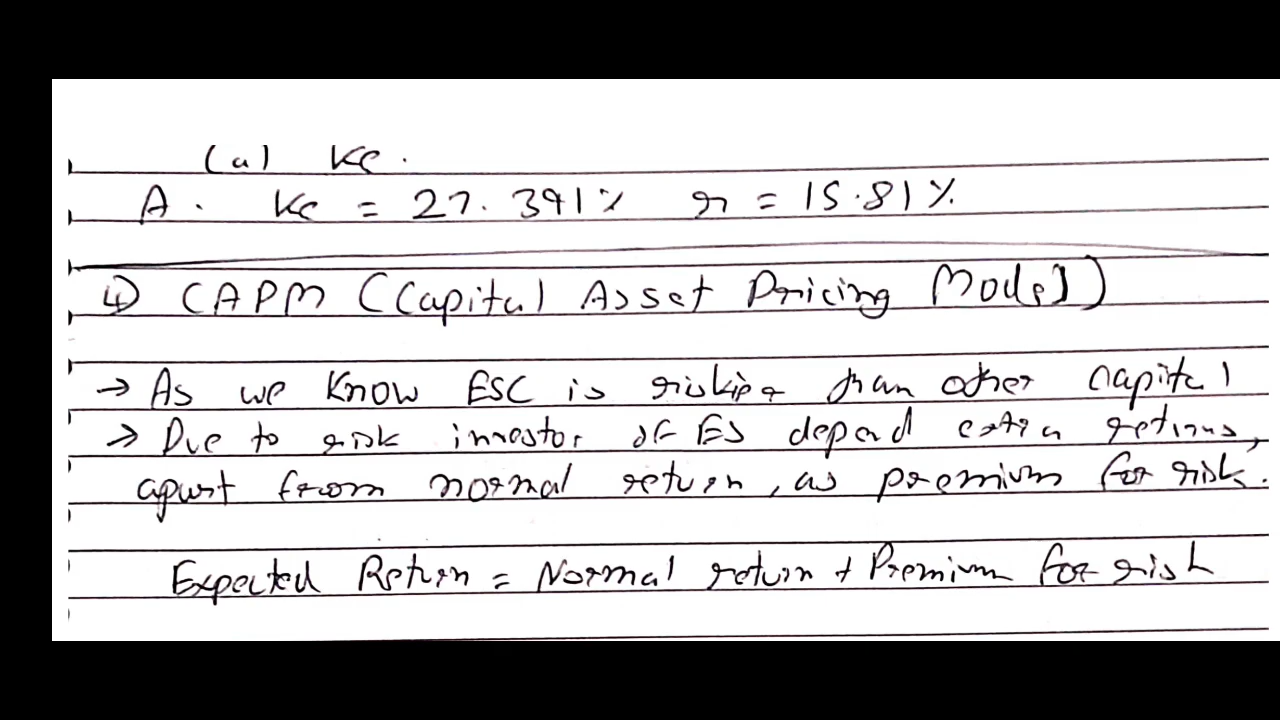 (a) Ke.
A. Ke = 27.391% r = 15.81%
4) CAPM (Capital Asset Pricing Model)
→ As we know ESC is riskier than other capital
→ Due to risk investor of ES depend extra returns,
apart from normal return, as premium for risk.
Expected Return = Normal return + Premium for risk